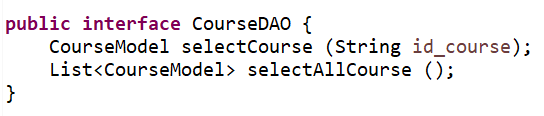 public interface CourseDAO {
    CourseModel selectCourse (String id_course);
    List<CourseModel> selectAllCourse ();
}